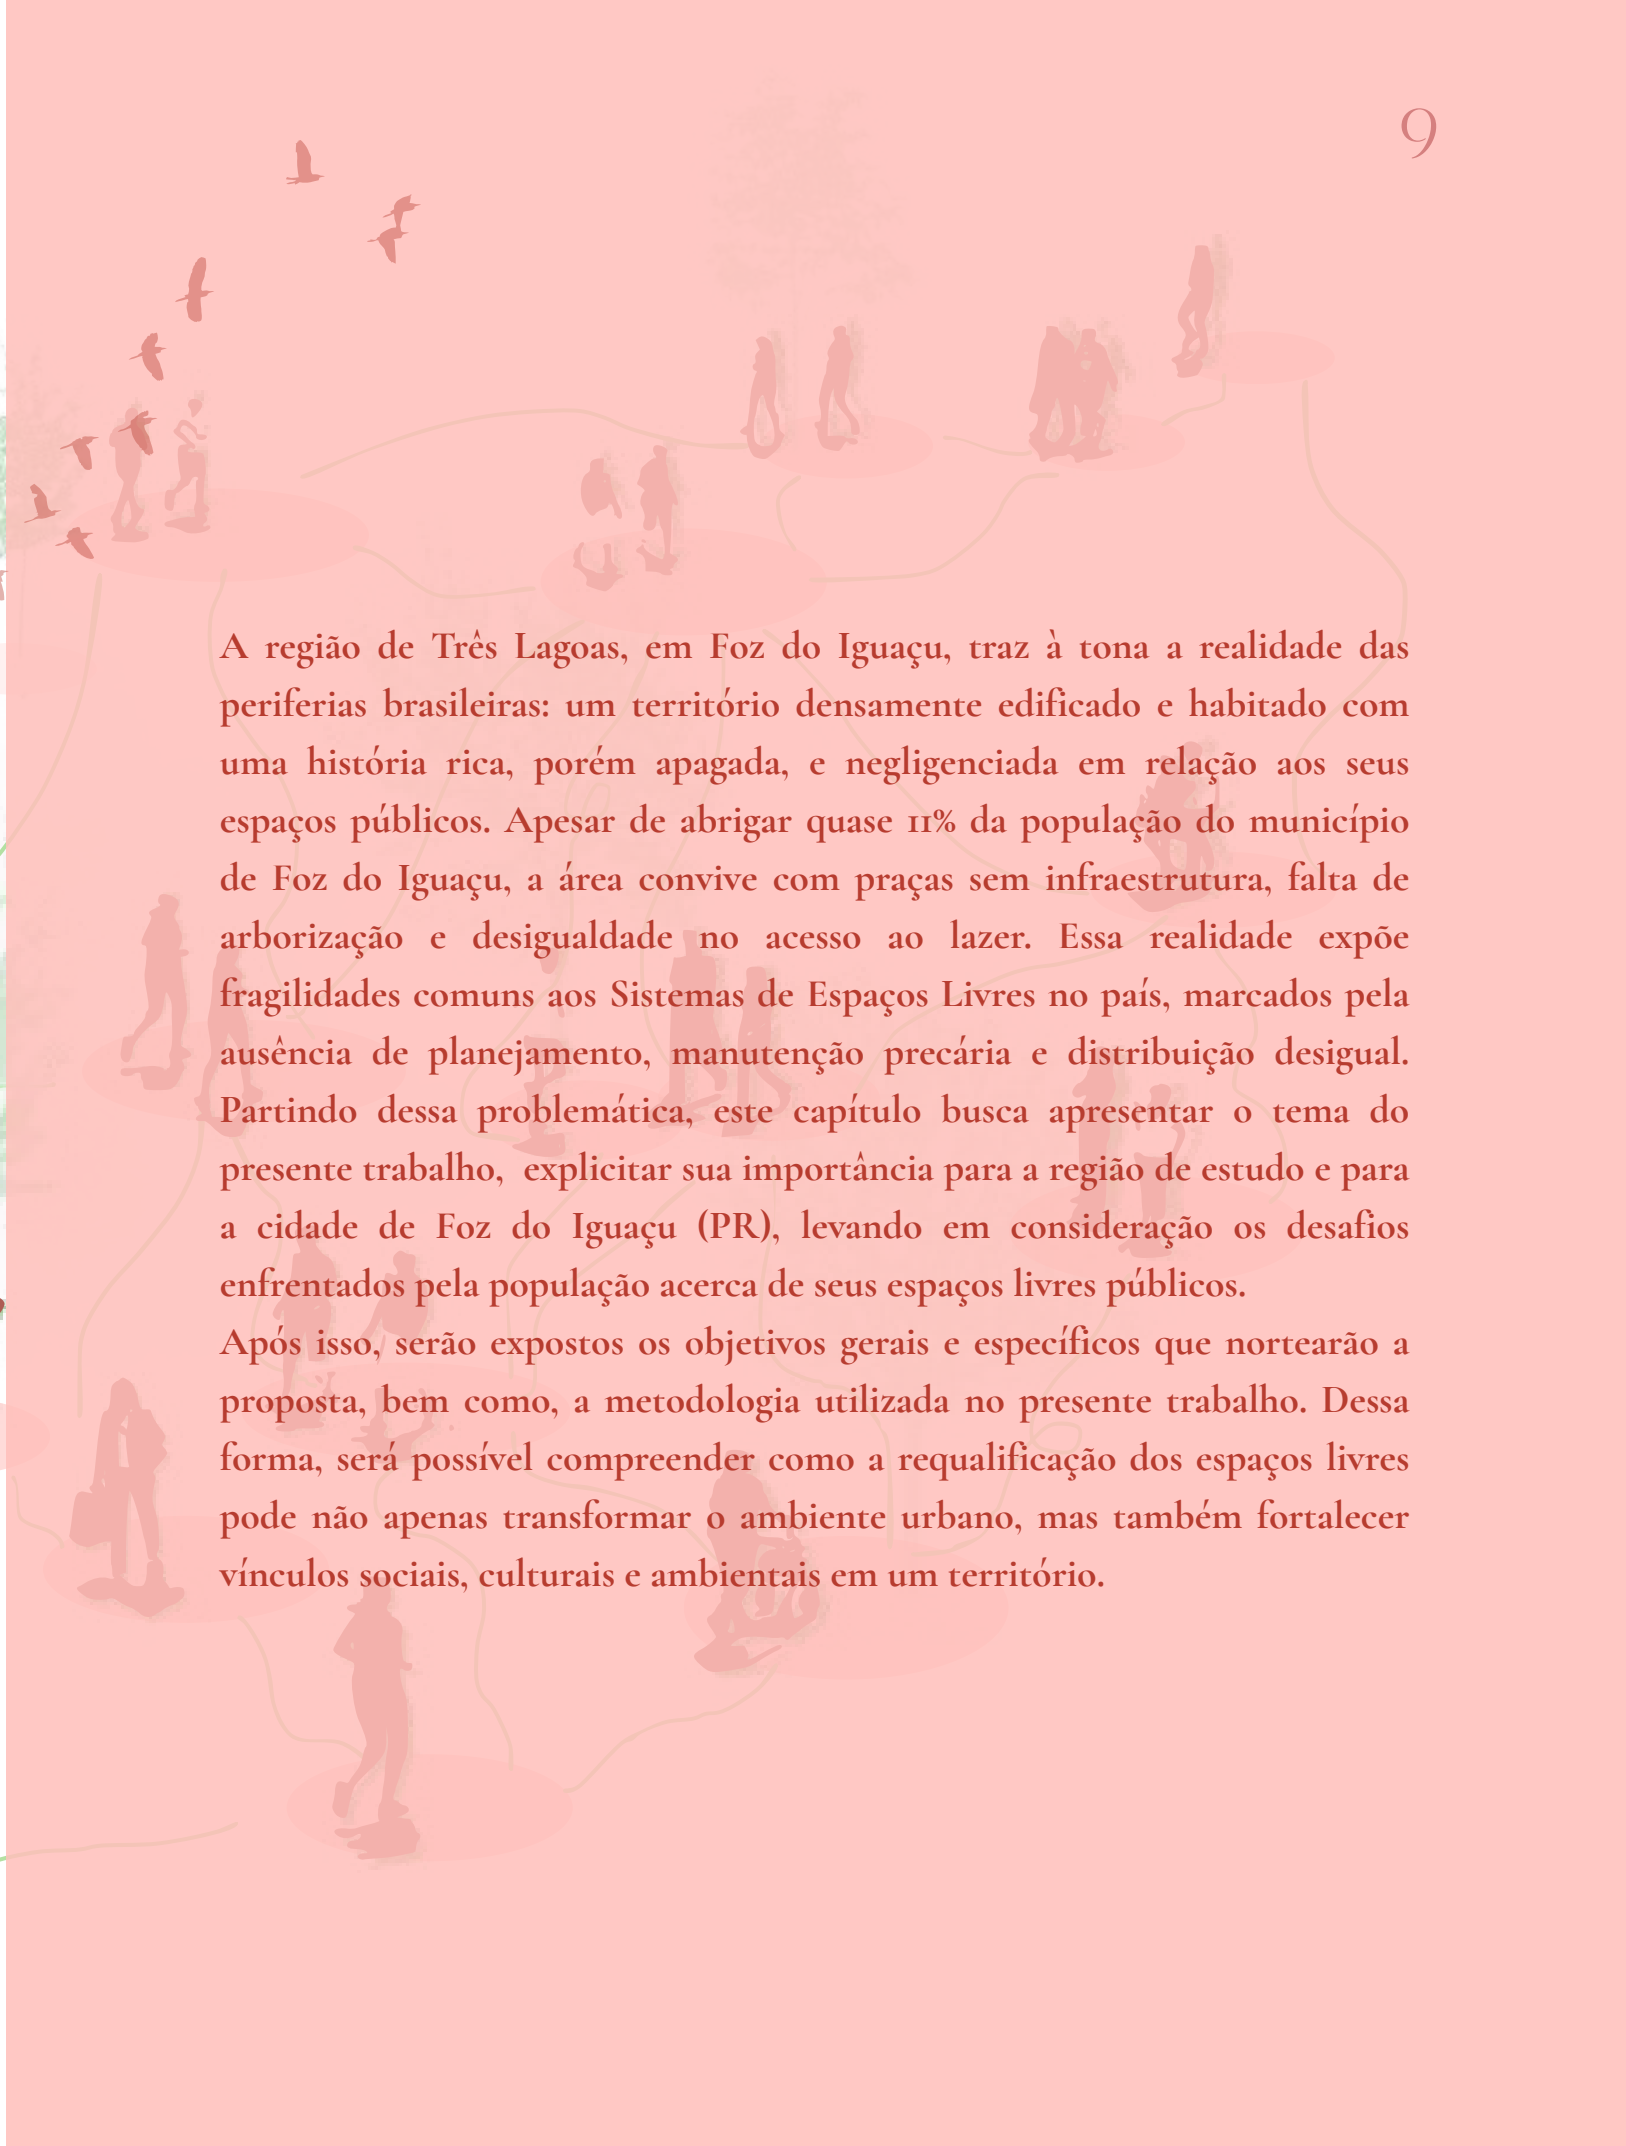 9
A região de Três Lagoas, em Foz do Iguaçu, traz à tona a realidade das
periferias brasileiras: um território densamente edificado e habitado com
uma história rica, porém apagada, e negligenciada em relação aos seus
espaços públicos. Apesar de abrigar quase 11% da população do município
de Foz do Iguaçu, a área convive com praças sem infraestrutura, falta de
arborização e desigualdade no acesso ao lazer. Essa realidade expõe
fragilidades comuns aos Sistemas de Espaços Livres no país, marcados pela
ausência de planejamento, manutenção precária e distribuição desigual.
Partindo dessa problemática, este capítulo busca apresentar o tema do
presente trabalho, explicitar sua importância para a região de estudo e para
a cidade de Foz do Iguaçu (PR), levando em consideração os desafios
enfrentados pela população acerca de seus espaços livres públicos.
Após isso, serão expostos os objetivos gerais e específicos que nortearão a
proposta, bem como, a metodologia utilizada no presente trabalho. Dessa
forma, será possível compreender como a requalificação dos espaços livres
pode não apenas transformar o ambiente urbano, mas também fortalecer
vínculos sociais, culturais e ambientais em um território.